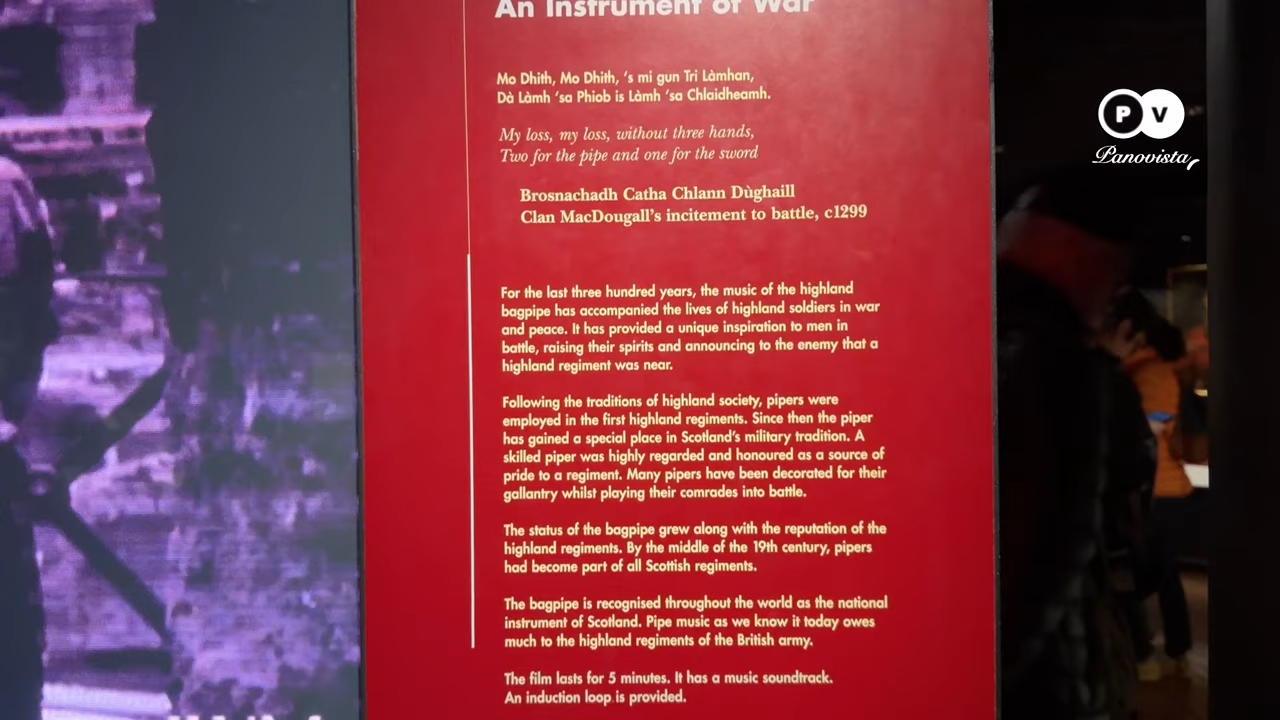 An Instrument of War
Mo Dhith, Mo Dhith, ‘s mi gun Tri Làmhan,
Dà Làmh ‘sa Phiob is Làmh ‘sa Chlaidheamh.
My loss, my loss, without three hands,
Two for the pipe and one for the sword
Brosnachadh Catha Chlann Dùghaill
Clan MacDougall’s incitement to battle, c1299
For the last three hundred years, the music of the highland
bagpipe has accompanied the lives of highland soldiers in war
and peace. It has provided a unique inspiration to men in
battle, raising their spirits and announcing to the enemy that a
highland regiment was near.
Following the traditions of highland society, pipers were
employed in the first highland regiments. Since then the piper
has gained a special place in Scotland’s military tradition. A
skilled piper was highly regarded and honoured as a source of
pride to a regiment. Many pipers have been decorated for their
gallantry whilst playing their comrades into battle.
The status of the bagpipe grew along with the reputation of the
highland regiments. By the middle of the 19th century, pipers
had become part of all Scottish regiments.
The bagpipe is recognised throughout the world as the national
instrument of Scotland. Pipe music as we know it today owes
much to the highland regiments of the British army.
The film lasts for 5 minutes. It has a music soundtrack.
An induction loop is provided.
PV
Panovista